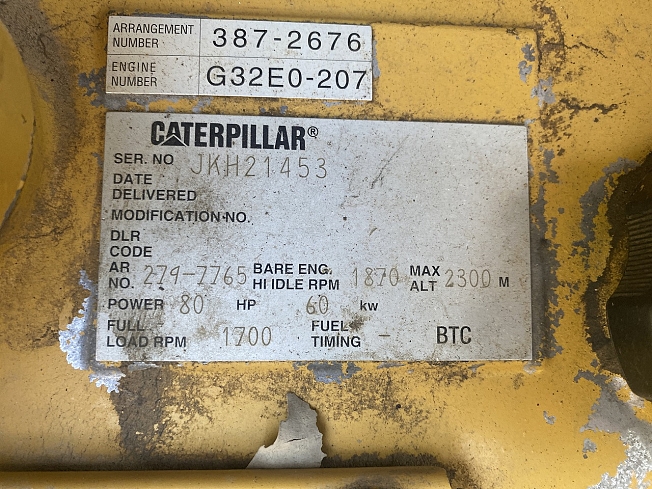 ARRANGEMENT NUMBER 387-2676
ENGINE NUMBER G32E0-207
CATERPILLAR®
SER. NO JKH21453
DATE
DELIVERED
MODIFICATION NO.
DLR
CODE
AR NO. 279-7765 BARE ENG. HI IDLE RPM 1870 MAX ALT 2300 M
POWER 80 HP 60 kw
FULL LOAD RPM 1700 FUEL TIMING - BTC